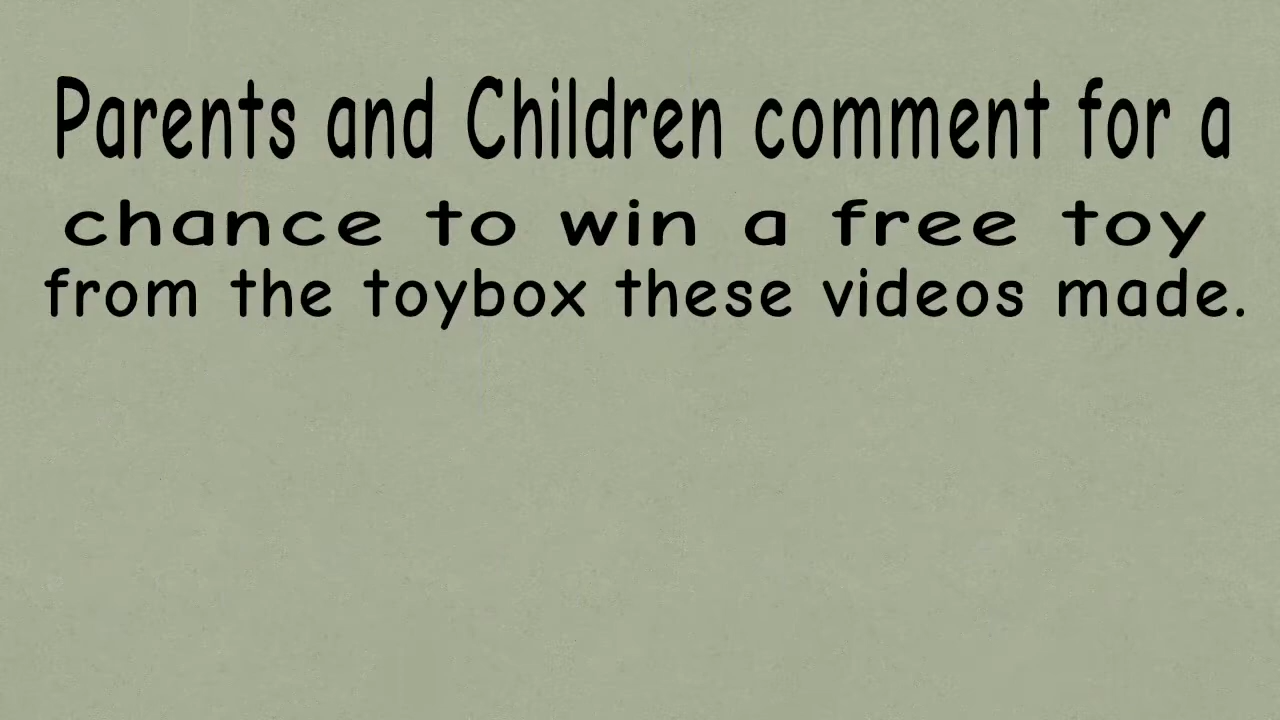 Parents and Children comment for a
chance to win a free toy
from the toybox these videos made.